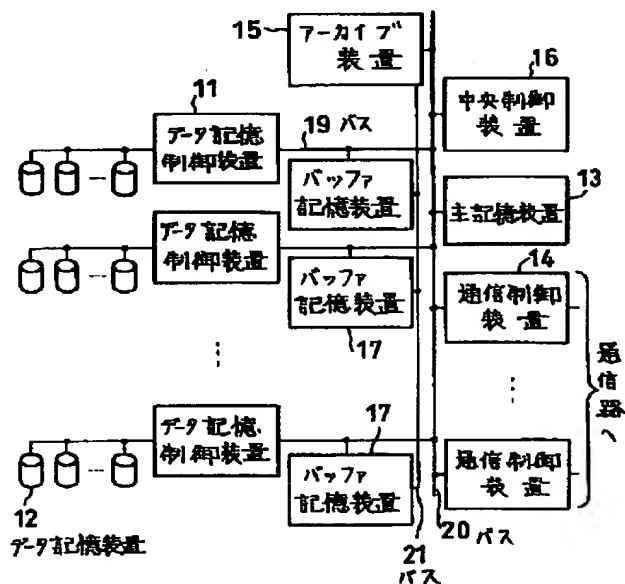 15
アーカイブ
装置
16
中央制御
装置
11
データ記憶
制御装置
19 バス
バッファ
記憶装置
13
主記憶装置
データ記憶
制御装置
バッファ
記憶装置
17
14
通信制御
装置
通信路へ
データ記憶
制御装置
17
バッファ
記憶装置
通信制御
装置
12
データ記憶装置
20 バス
21
バス